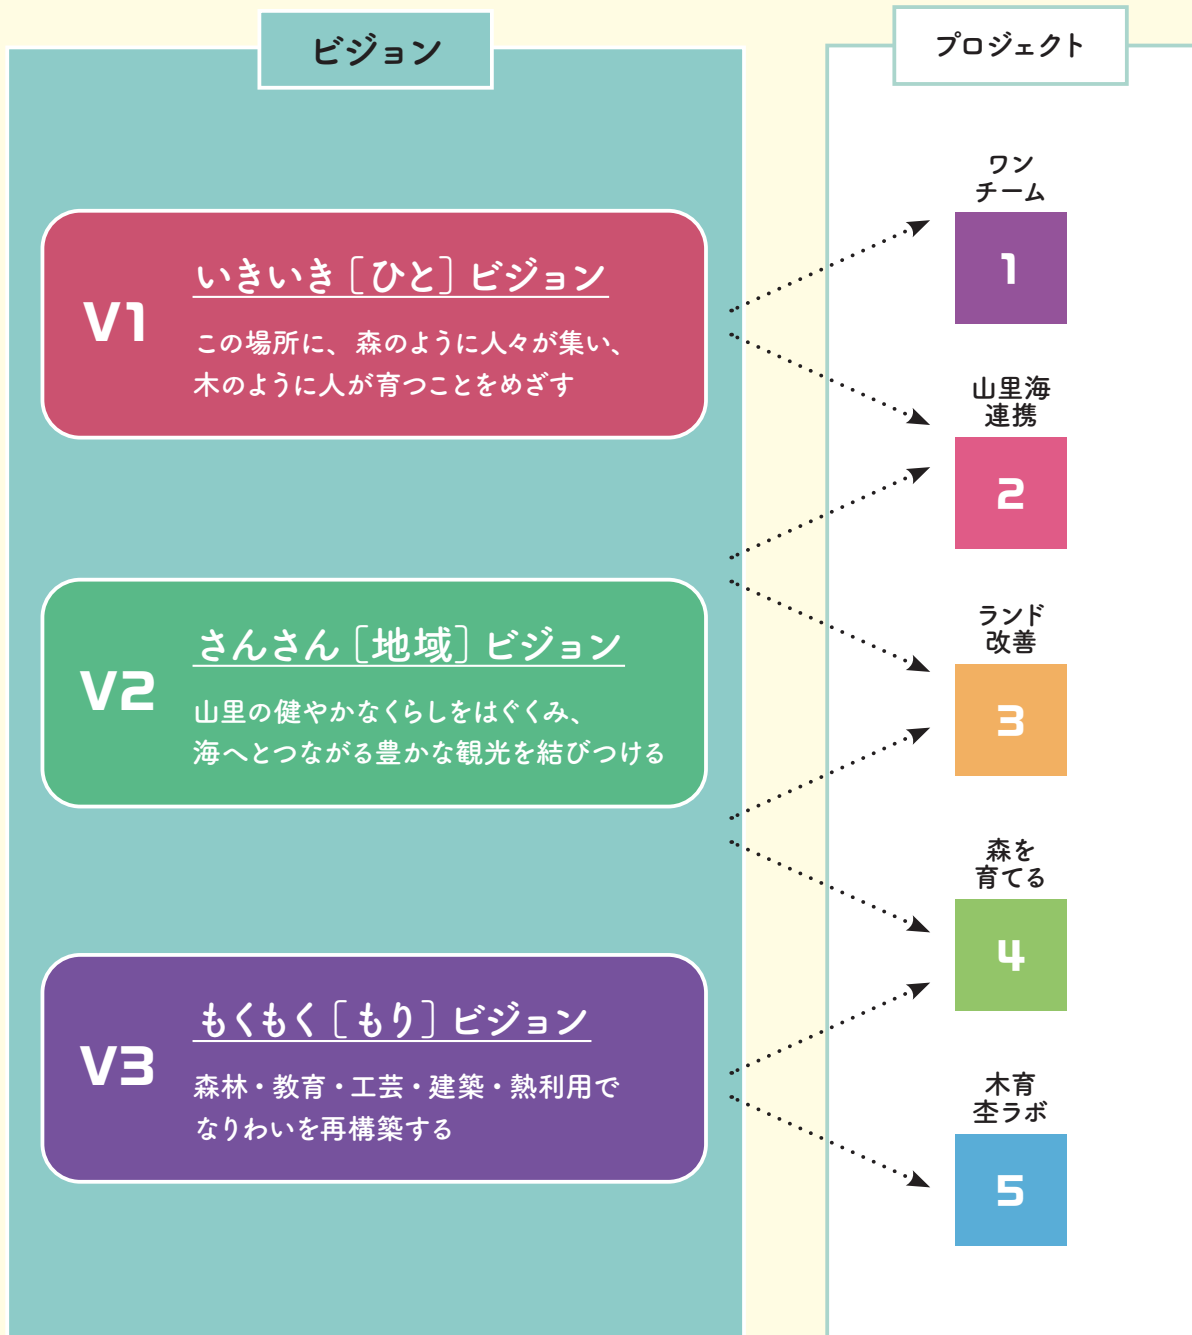 ビジョン
V1
いきいき［ひと］ビジョン
この場所に、森のように人々が集い、
木のように人が育つことをめざす
V2
さんさん［地域］ビジョン
山里の健やかなくらしをはぐくみ、
海へとつながる豊かな観光を結びつける
V3
もくもく［もり］ビジョン
森林・教育・工芸・建築・熱利用で
なりわいを再構築する
プロジェクト
ワン
チーム
1
山里海
連携
2
ランド
改善
3
森を
育てる
4
木育
杢ラボ
5